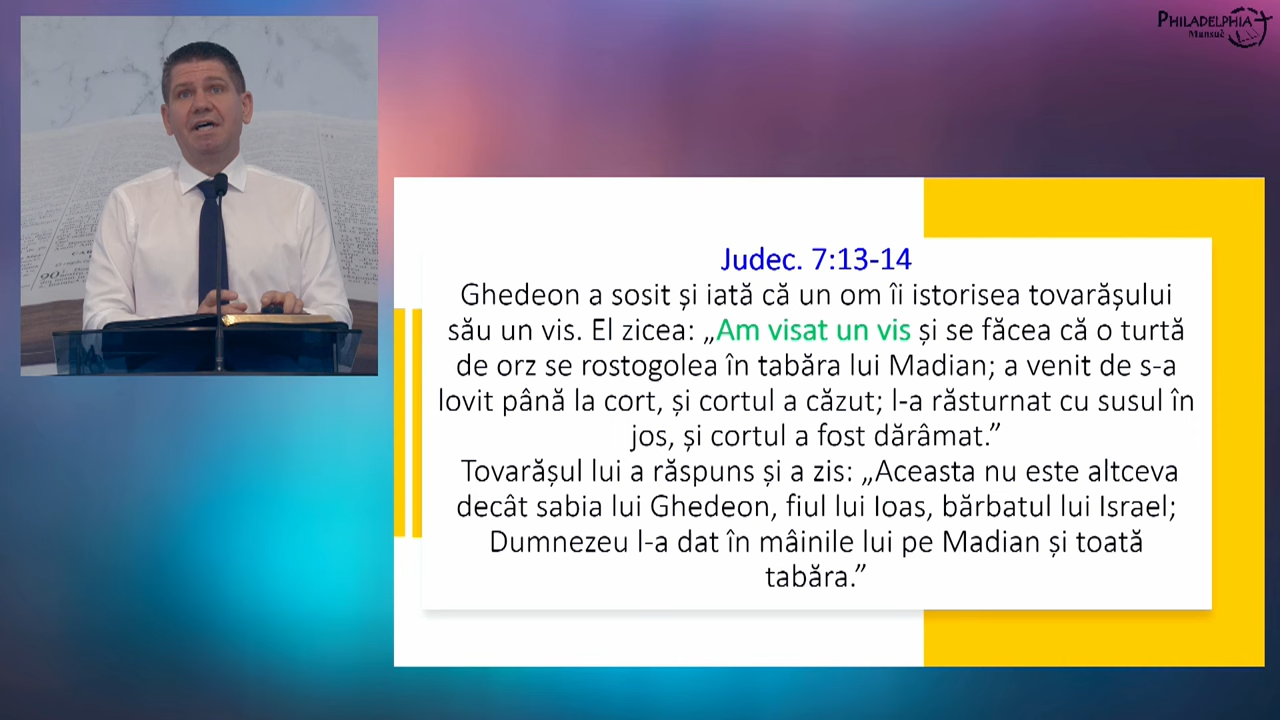 PHILADELPHIA
Mansuè
Judec. 7:13-14
Ghedeon a sosit și iată că un om îi istorisea tovarășului
său un vis. El zicea: „Am visat un vis și se făcea că o turtă
de orz se rostogolea în tabăra lui Madian; a venit de s-a
lovit până la cort, și cortul a căzut; l-a răsturnat cu susul în
jos, și cortul a fost dărâmat.”
Tovarășul lui a răspuns și a zis: „Aceasta nu este altceva
decât sabia lui Ghedeon, fiul lui Ioas, bărbatul lui Israel;
Dumnezeu l-a dat în mâinile lui pe Madian și toată
tabăra.”
90